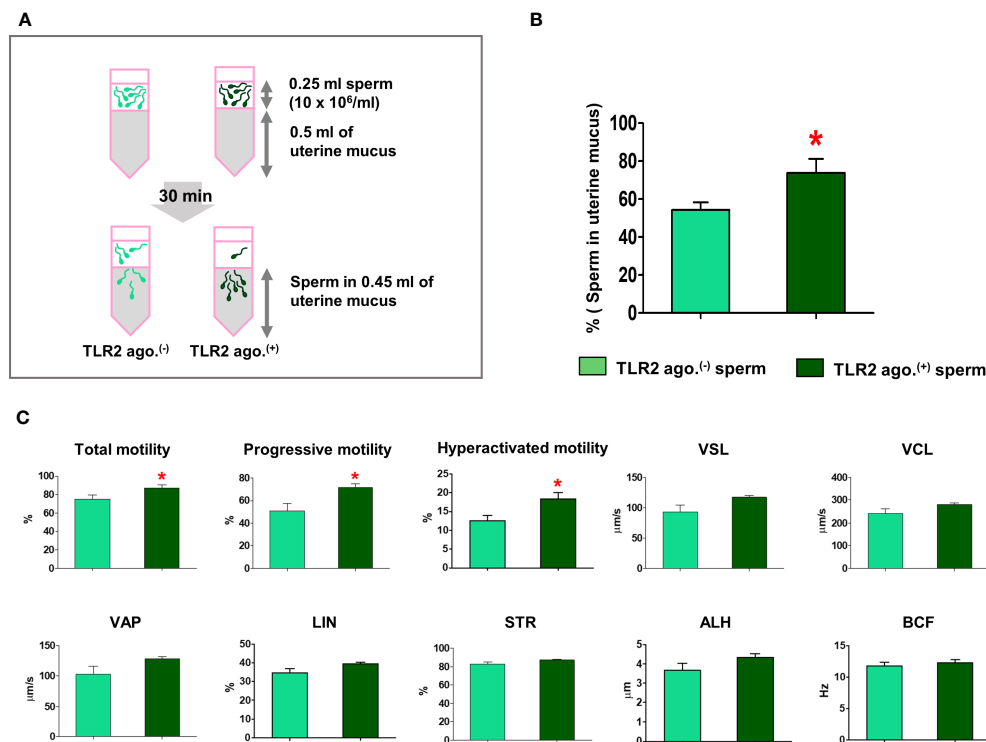 A
0.25 ml sperm
(10 x 10⁶/ml)
0.5 ml of
uterine mucus
30 min
Sperm in 0.45 ml of
uterine mucus
TLR2 ago.⁽⁻⁾
TLR2 ago.⁽⁺⁾
B
% ( Sperm in uterine mucus)
100
80
60
40
20
0
*
TLR2 ago.⁽⁻⁾ sperm
TLR2 ago.⁽⁺⁾ sperm
C
Total motility
%
100
80
60
40
20
0
*
Progressive motility
%
80
60
40
20
0
*
Hyperactivated motility
%
25
20
15
10
5
0
*
VSL
µm/s
150
100
50
0
VCL
µm/s
400
300
200
100
0
VAP
µm/s
150
100
50
0
LIN
%
50
40
30
20
10
0
STR
%
100
80
60
40
20
0
ALH
µm
5
4
3
2
1
0
BCF
Hz
15
10
5
0